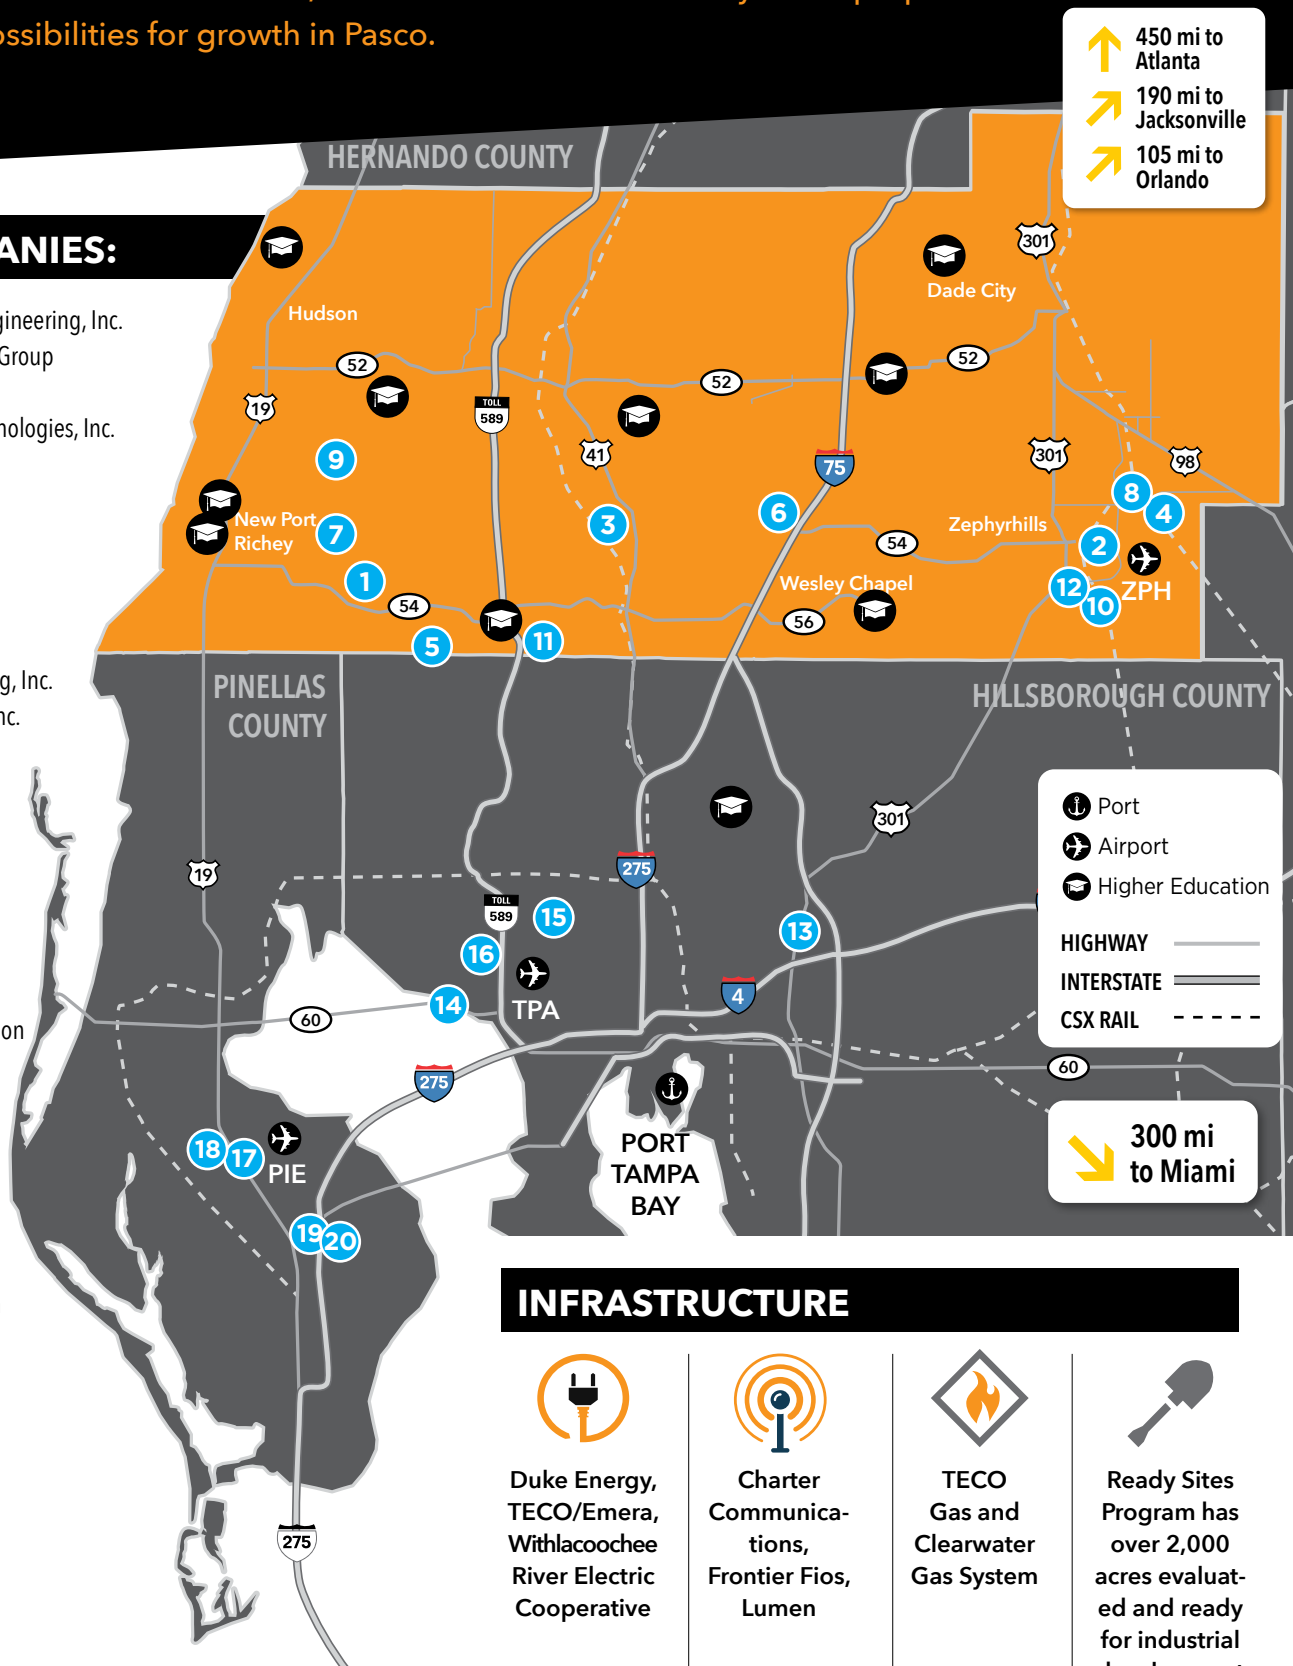 ossibilities for growth in Pasco.
450 mi to
Atlanta
190 mi to
Jacksonville
105 mi to
Orlando
HERNANDO COUNTY
ANIES:
gineering, Inc.
Group
nologies, Inc.
g, Inc.
nc.
on
301
Dade City
Hudson
52
52
52
19
TOLL
589
41
75
301
98
9
8
4
6
3
New Port
Richey
7
Zephyrhills
54
2
1
Wesley Chapel
12
ZPH
54
56
10
5
11
PINELLAS
COUNTY
HILLSBOROUGH COUNTY
Port
Airport
Higher Education
HIGHWAY
INTERSTATE
CSX RAIL
301
19
275
TOLL
589
15
13
16
4
14
TPA
60
60
275
PORT
TAMPA
BAY
300 mi
to Miami
18
17
PIE
19
20
275
INFRASTRUCTURE
Duke Energy,
TECO/Emera,
Withlacoochee
River Electric
Cooperative
Charter
Communica-
tions,
Frontier Fios,
Lumen
TECO
Gas and
Clearwater
Gas System
Ready Sites
Program has
over 2,000
acres evaluat-
ed and ready
for industrial